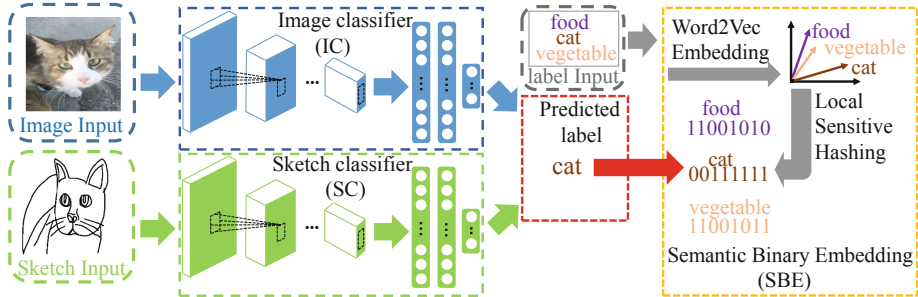 Image Input
Sketch Input
Image classifier
(IC)
Sketch classifier
(SC)
food
cat
vegetable
label Input
Predicted
label
cat
Word2Vec
Embedding
food
vegetable
cat
Local
Sensitive
Hashing
food
11001010
cat
00111111
vegetable
11001011
Semantic Binary Embedding
(SBE)